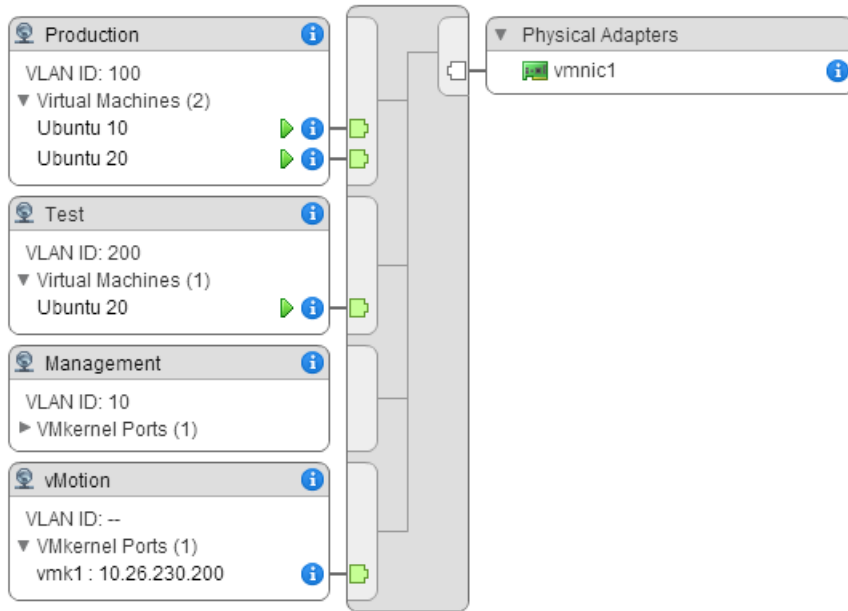 Production
VLAN ID: 100
Virtual Machines (2)
Ubuntu 10
Ubuntu 20
Test
VLAN ID: 200
Virtual Machines (1)
Ubuntu 20
Management
VLAN ID: 10
VMkernel Ports (1)
vMotion
VLAN ID: --
VMkernel Ports (1)
vmk1 : 10.26.230.200
Physical Adapters
vmnic1